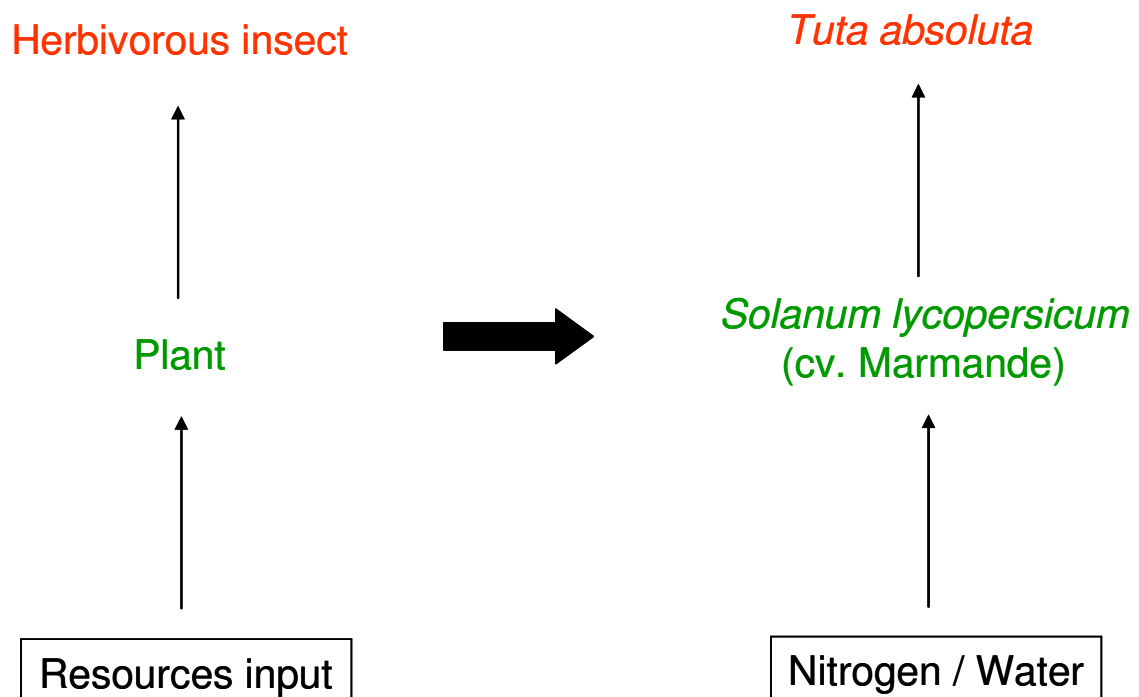 Herbivorous insect
Tuta absoluta
Plant
Solanum lycopersicum
(cv. Marmande)
Resources input
Nitrogen / Water